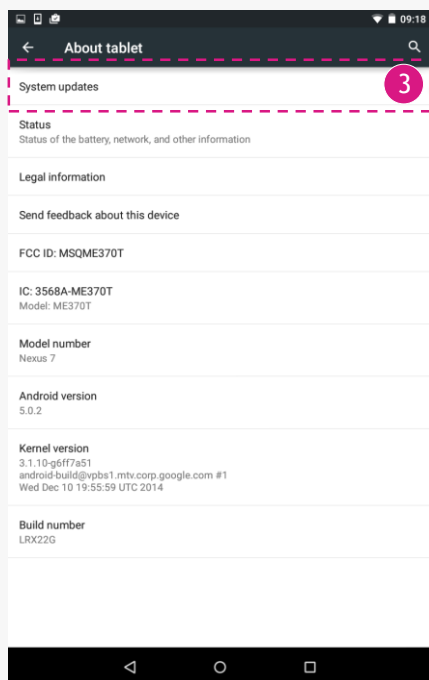 09:18
About tablet
System updates
3
Status
Status of the battery, network, and other information
Legal information
Send feedback about this device
FCC ID: MSQME370T
IC: 3568A-ME370T
Model: ME370T
Model number
Nexus 7
Android version
5.0.2
Kernel version
3.1.10-g6ff7a51
android-build@vpbs1.mtv.corp.google.com #1
Wed Dec 10 19:55:59 UTC 2014
Build number
LRX22G